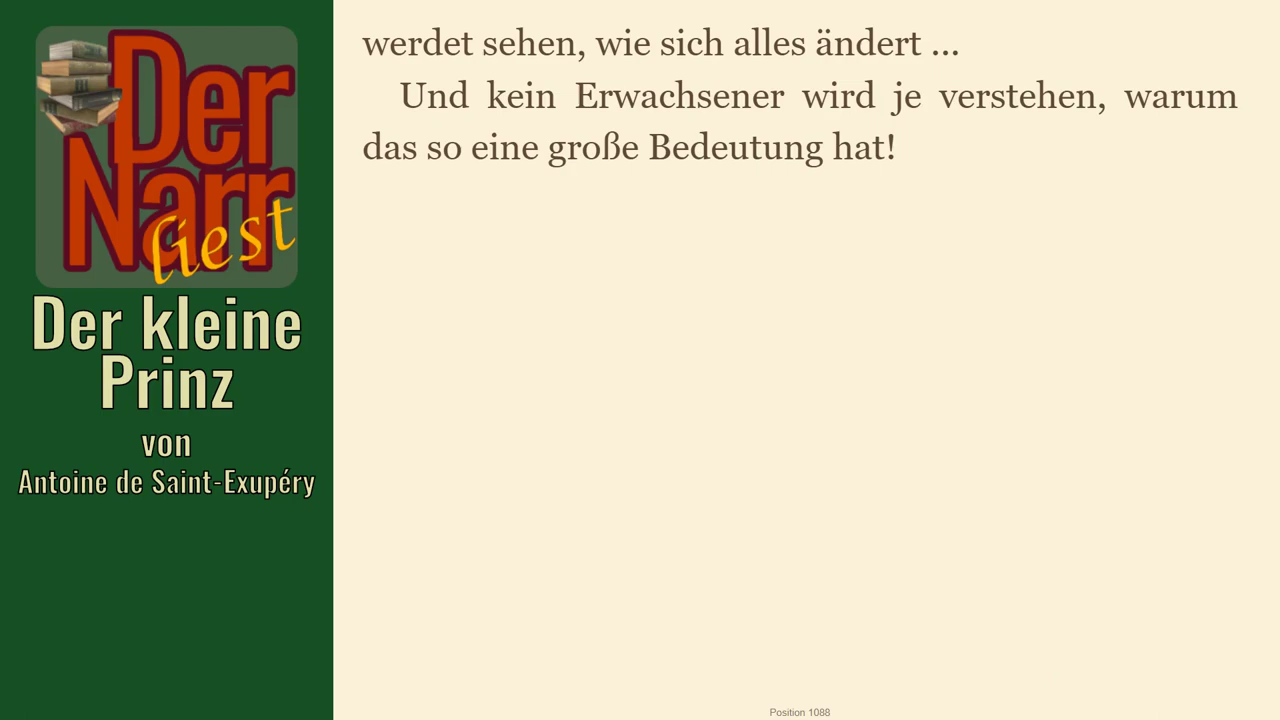 Der
Narr
liest
Der kleine
Prinz
von
Antoine de Saint-Exupéry
werdet sehen, wie sich alles ändert ...
Und kein Erwachsener wird je verstehen, warum
das so eine große Bedeutung hat!
Position 1088